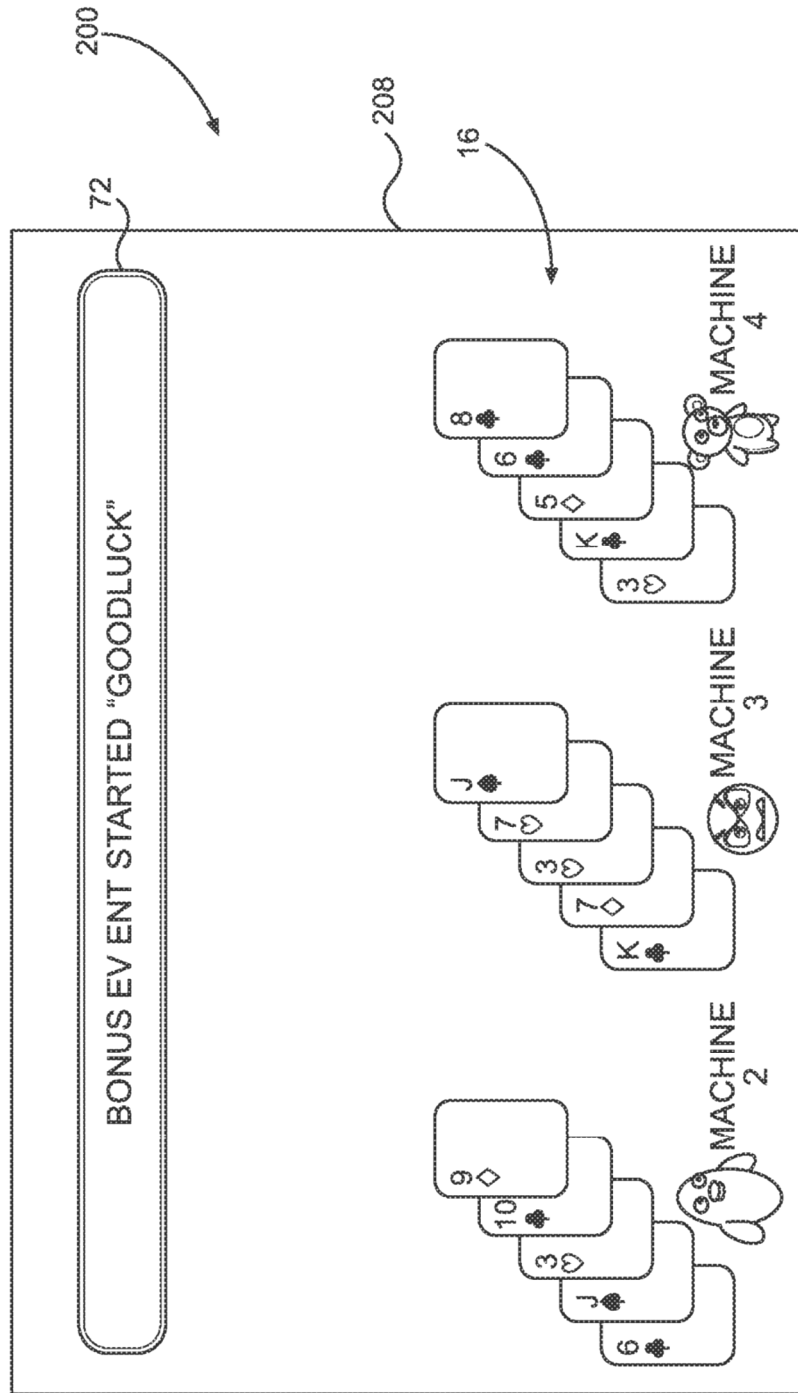 200
72
BONUS EV ENT STARTED "GOODLUCK"
208
16
6♣
J♠
3♡
10♣
9♢
MACHINE
2
K♣
7♢
3♡
7♡
J♠
MACHINE
3
3♡
K♣
5♢
6♣
8♣
MACHINE
4